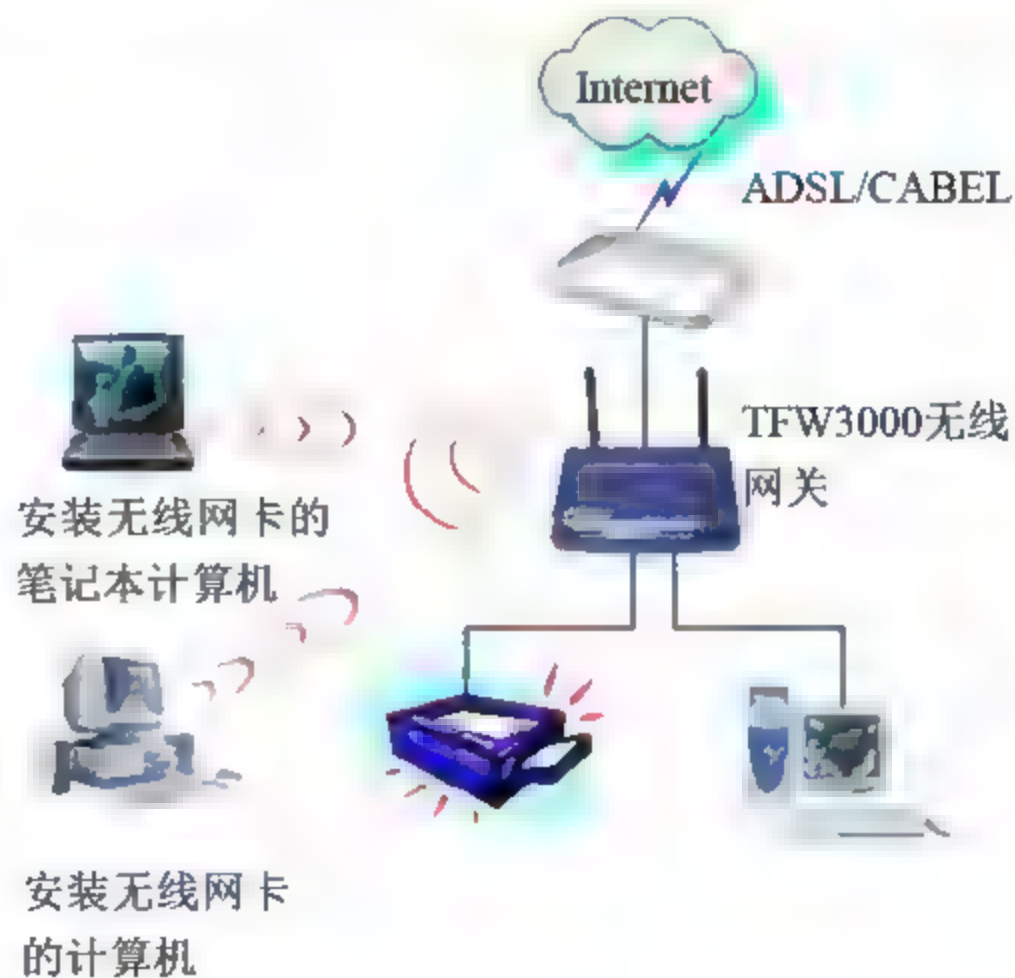 Internet
ADSL/CABEL
TFW3000无线
网关
安装无线网卡的
笔记本计算机
安装无线网卡
的计算机